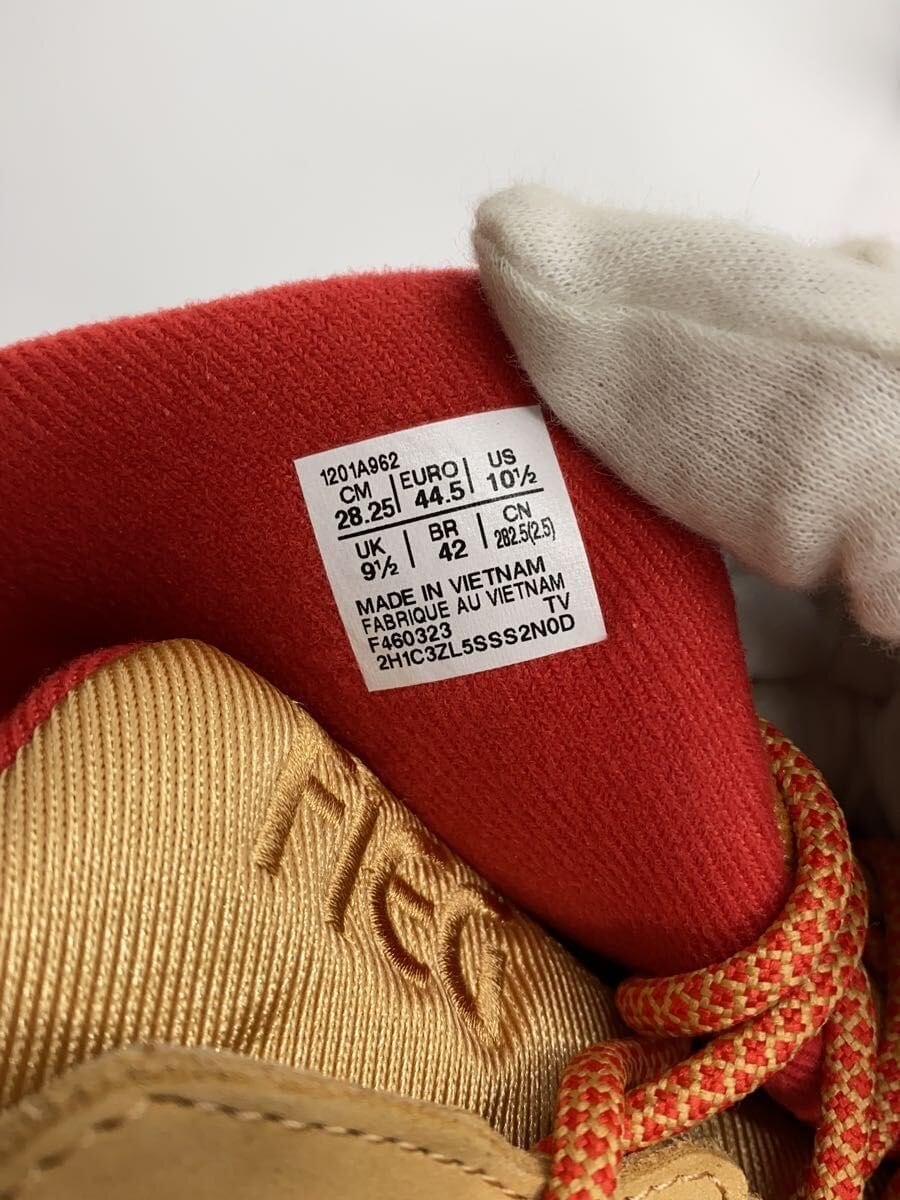 1201A962
CM EURO US
28.25 44.5 10½
UK BR CN
9½ 42 282.5(2.5)
MADE IN VIETNAM
FABRIQUE AU VIETNAM
F460323 TV
2H1C3ZL5SSS2N0D